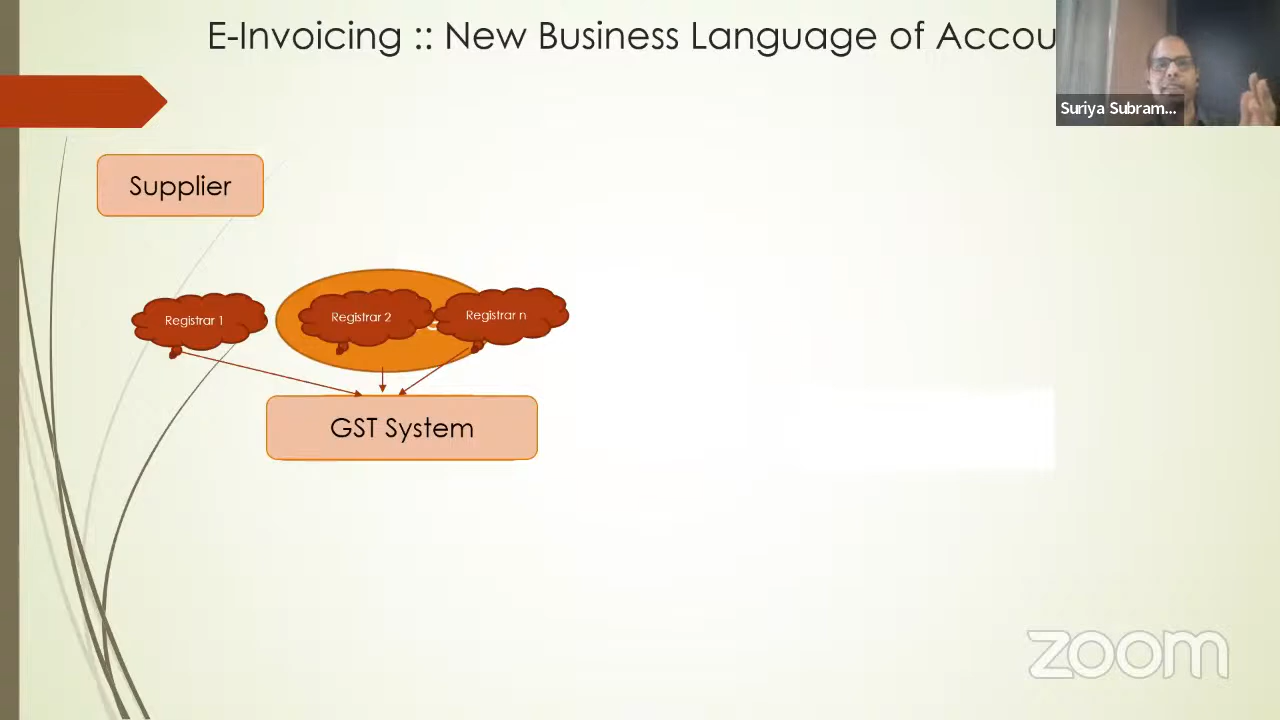 E-Invoicing :: New Business Language of Accou
Suriya Subram...
Supplier
Registrar 1
Registrar 2
Registrar n
GST System
zoom